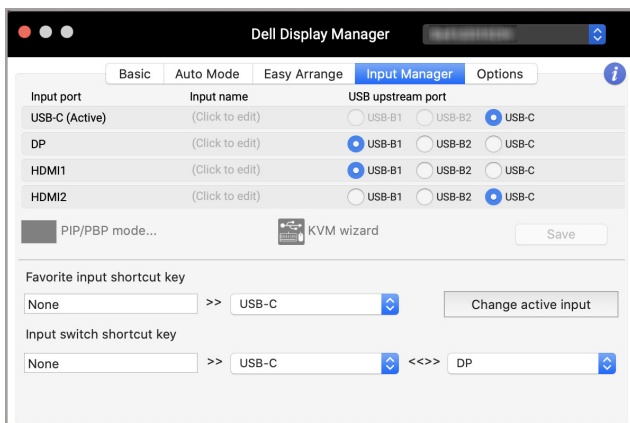 Dell Display Manager
Basic Auto Mode Easy Arrange Input Manager Options i
Input port Input name USB upstream port
USB-C (Active) (Click to edit) USB-B1 USB-B2 USB-C
DP (Click to edit) USB-B1 USB-B2 USB-C
HDMI1 (Click to edit) USB-B1 USB-B2 USB-C
HDMI2 (Click to edit) USB-B1 USB-B2 USB-C
PIP/PBP mode... KVM wizard Save
Favorite input shortcut key
None >> USB-C Change active input
Input switch shortcut key
None >> USB-C <<>> DP